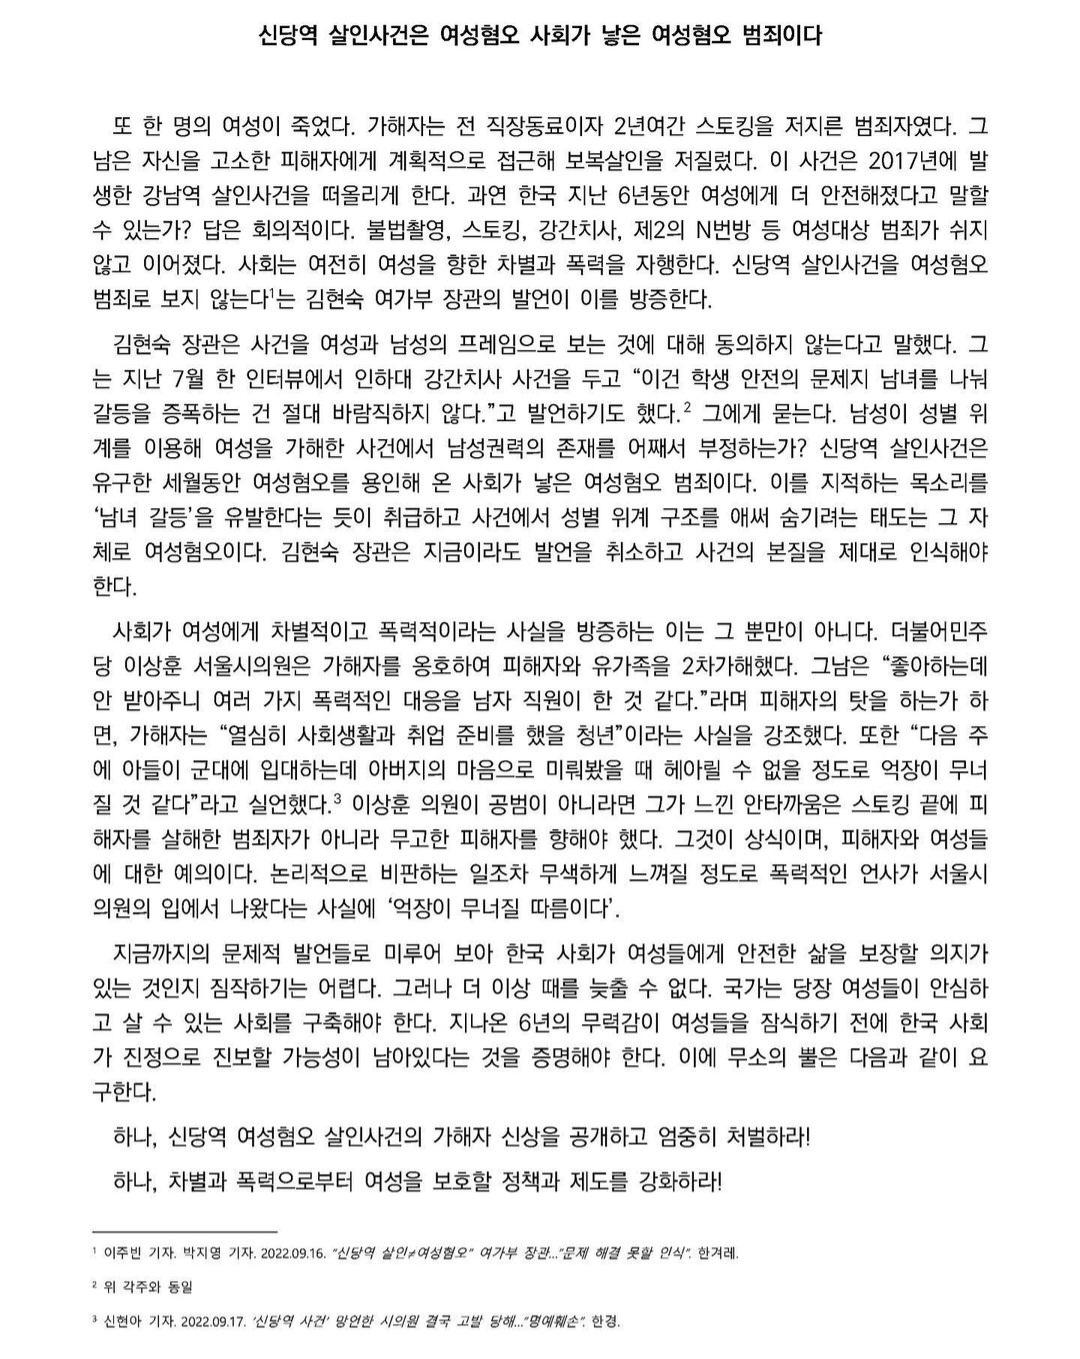 신당역 살인사건은 여성혐오 사회가 낳은 여성혐오 범죄이다
또 한 명의 여성이 죽었다. 가해자는 전 직장동료이자 2년여간 스토킹을 저지른 범죄자였다. 그
남은 자신을 고소한 피해자에게 계획적으로 접근해 보복살인을 저질렀다. 이 사건은 2017년에 발
생한 강남역 살인사건을 떠올리게 한다. 과연 한국 지난 6년동안 여성에게 더 안전해졌다고 말할
수 있는가? 답은 회의적이다. 불법촬영, 스토킹, 강간치사, 제2의 N번방 등 여성대상 범죄가 쉬지
않고 이어졌다. 사회는 여전히 여성을 향한 차별과 폭력을 자행한다. 신당역 살인사건을 여성혐오
범죄로 보지 않는다¹는 김현숙 여가부 장관의 발언이 이를 방증한다.
김현숙 장관은 사건을 여성과 남성의 프레임으로 보는 것에 대해 동의하지 않는다고 말했다. 그
는 지난 7월 한 인터뷰에서 인하대 강간치사 사건을 두고 “이건 학생 안전의 문제지 남녀를 나눠
갈등을 증폭하는 건 절대 바람직하지 않다.”고 발언하기도 했다.² 그에게 묻는다. 남성이 성별 위
계를 이용해 여성을 가해한 사건에서 남성권력의 존재를 어째서 부정하는가? 신당역 살인사건은
유구한 세월동안 여성혐오를 용인해 온 사회가 낳은 여성혐오 범죄이다. 이를 지적하는 목소리를
‘남녀 갈등’을 유발한다는 듯이 취급하고 사건에서 성별 위계 구조를 애써 숨기려는 태도는 그 자
체로 여성혐오이다. 김현숙 장관은 지금이라도 발언을 취소하고 사건의 본질을 제대로 인식해야
한다.
사회가 여성에게 차별적이고 폭력적이라는 사실을 방증하는 이는 그 뿐만이 아니다. 더불어민주
당 이상훈 서울시의원은 가해자를 옹호하여 피해자와 유가족을 2차가해했다. 그남은 “좋아하는데
안 받아주니 여러 가지 폭력적인 대응을 남자 직원이 한 것 같다.”라며 피해자의 탓을 하는가 하
면, 가해자는 “열심히 사회생활과 취업 준비를 했을 청년”이라는 사실을 강조했다. 또한 “다음 주
에 아들이 군대에 입대하는데 아버지의 마음으로 미뤄봤을 때 헤아릴 수 없을 정도로 억장이 무너
질 것 같다”라고 실언했다.³ 이상훈 의원이 공범이 아니라면 그가 느낀 안타까움은 스토킹 끝에 피
해자를 살해한 범죄자가 아니라 무고한 피해자를 향해야 했다. 그것이 상식이며, 피해자와 여성들
에 대한 예의이다. 논리적으로 비판하는 일조차 무색하게 느껴질 정도로 폭력적인 언사가 서울시
의원의 입에서 나왔다는 사실에 ‘억장이 무너질 따름이다’.
지금까지의 문제적 발언들로 미루어 보아 한국 사회가 여성들에게 안전한 삶을 보장할 의지가
있는 것인지 짐작하기는 어렵다. 그러나 더 이상 때를 늦출 수 없다. 국가는 당장 여성들이 안심하
고 살 수 있는 사회를 구축해야 한다. 지나온 6년의 무력감이 여성들을 잠식하기 전에 한국 사회
가 진정으로 진보할 가능성이 남아있다는 것을 증명해야 한다. 이에 무소의 뿔은 다음과 같이 요
구한다.
하나, 신당역 여성혐오 살인사건의 가해자 신상을 공개하고 엄중히 처벌하라!
하나, 차별과 폭력으로부터 여성을 보호할 정책과 제도를 강화하라!
¹ 이주빈 기자. 박지영 기자. 2022.09.16. “신당역 살인≠여성혐오” 여가부 장관…“문제 해결 못할 인식”. 한겨레.
² 위 각주와 동일
³ 신현아 기자. 2022.09.17. ‘신당역 사건’ 망언한 시의원 결국 고발 당해…“명예훼손”. 한경.